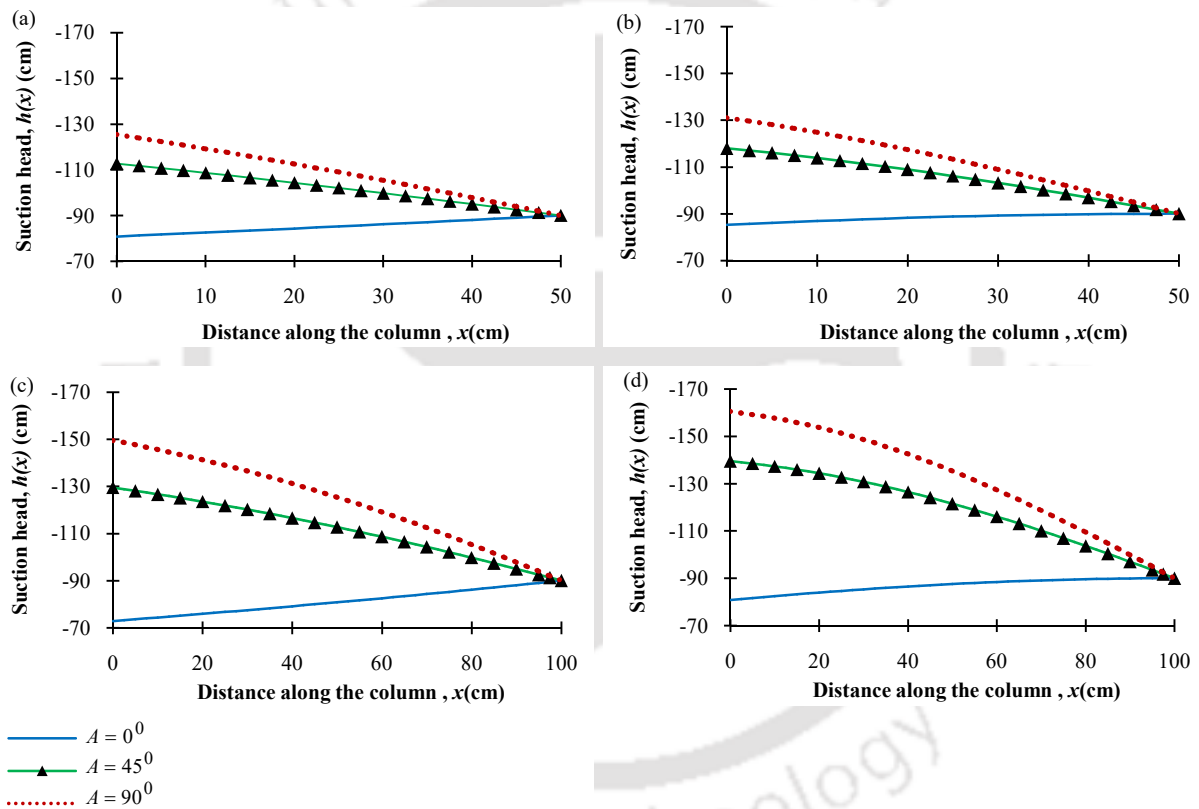 (a)
Suction head, h(x) (cm)
-170
-150
-130
-110
-90
-70
0 10 20 30 40 50
Distance along the column , x(cm)
(b)
Suction head, h(x) (cm)
-170
-150
-130
-110
-90
-70
0 10 20 30 40 50
Distance along the column , x(cm)
(c)
Suction head, h(x) (cm)
-170
-150
-130
-110
-90
-70
0 20 40 60 80 100
Distance along the column , x(cm)
(d)
Suction head, h(x) (cm)
-170
-150
-130
-110
-90
-70
0 20 40 60 80 100
Distance along the column , x(cm)
A = 0⁰
A = 45⁰
A = 90⁰